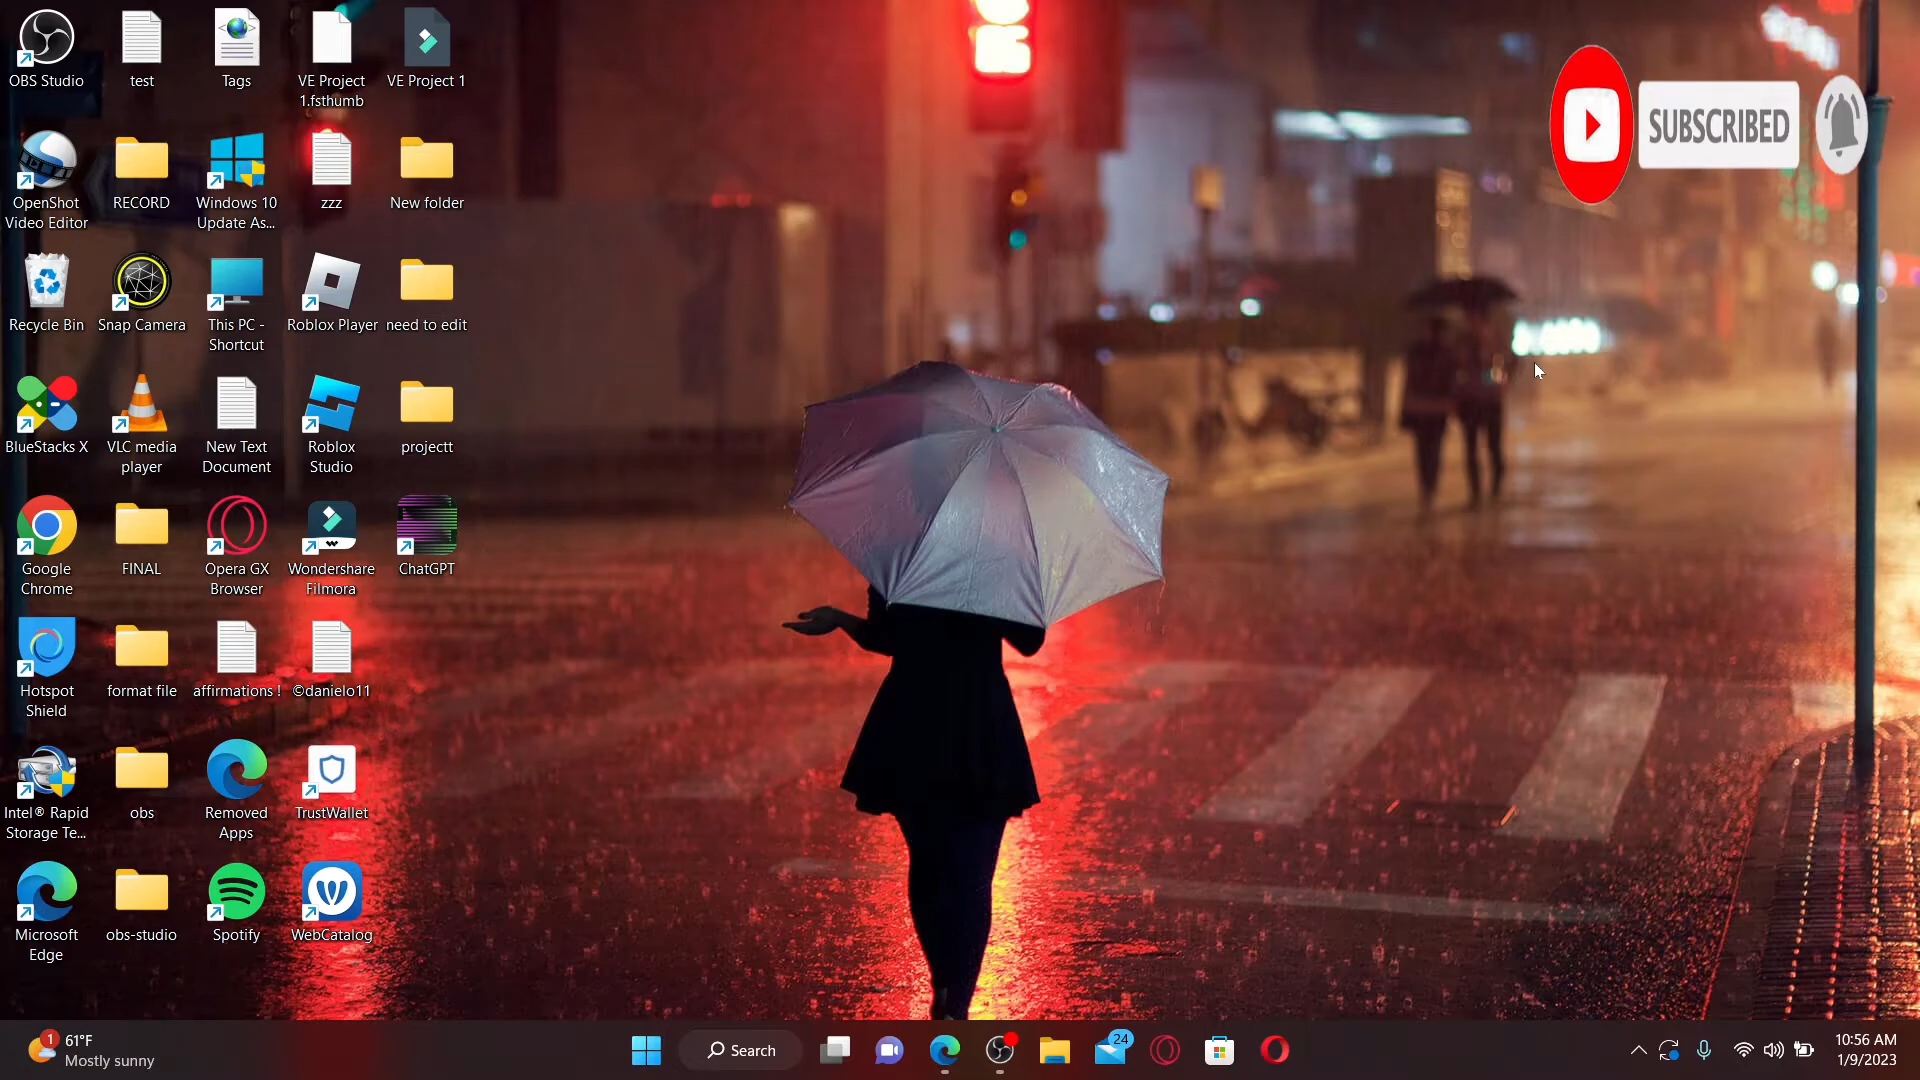 OBS Studio
test
Tags
VE Project
1.fsthumb
VE Project 1
OpenShot
Video Editor
RECORD
Windows 10
Update As...
zzz
New folder
Recycle Bin
Snap Camera
This PC -
Shortcut
Roblox Player
need to edit
BlueStacks X
VLC media
player
New Text
Document
Roblox
Studio
projectt
Google
Chrome
FINAL
Opera GX
Browser
Wondershare
Filmora
ChatGPT
Hotspot
Shield
format file
affirmations !
©danielo11
Intel® Rapid
Storage Te...
obs
Removed
Apps
TrustWallet
Microsoft
Edge
obs-studio
Spotify
WebCatalog
SUBSCRIBED
1
61°F
Mostly sunny
Search
24
10:56 AM
1/9/2023